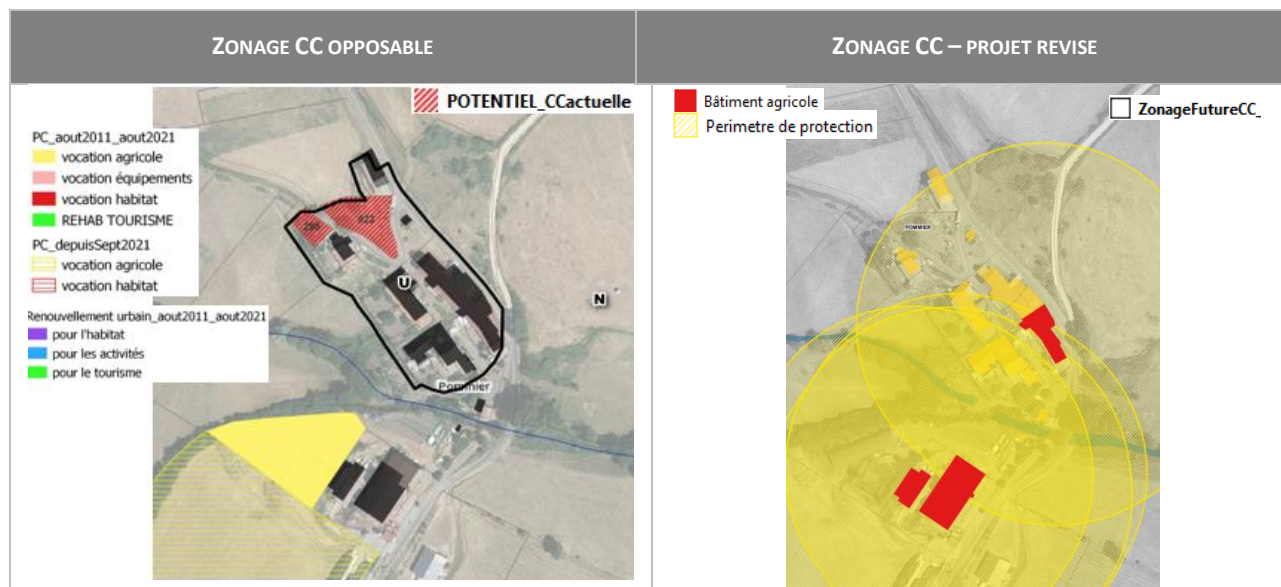 ZONAGE CC OPPOSABLE
ZONAGE CC – PROJET REVISE
POTENTIEL_CCactuelle
PC_aout2011_aout2021
vocation agricole
vocation équipements
vocation habitat
REHAB TOURISME
PC_depuisSept2021
vocation agricole
vocation habitat
Renouvellement urbain_aout2011_aout2021
pour l'habitat
pour les activités
pour le tourisme
U
N
Pommier
Bâtiment agricole
Perimetre de protection
ZonageFutureCC_
POMMIER